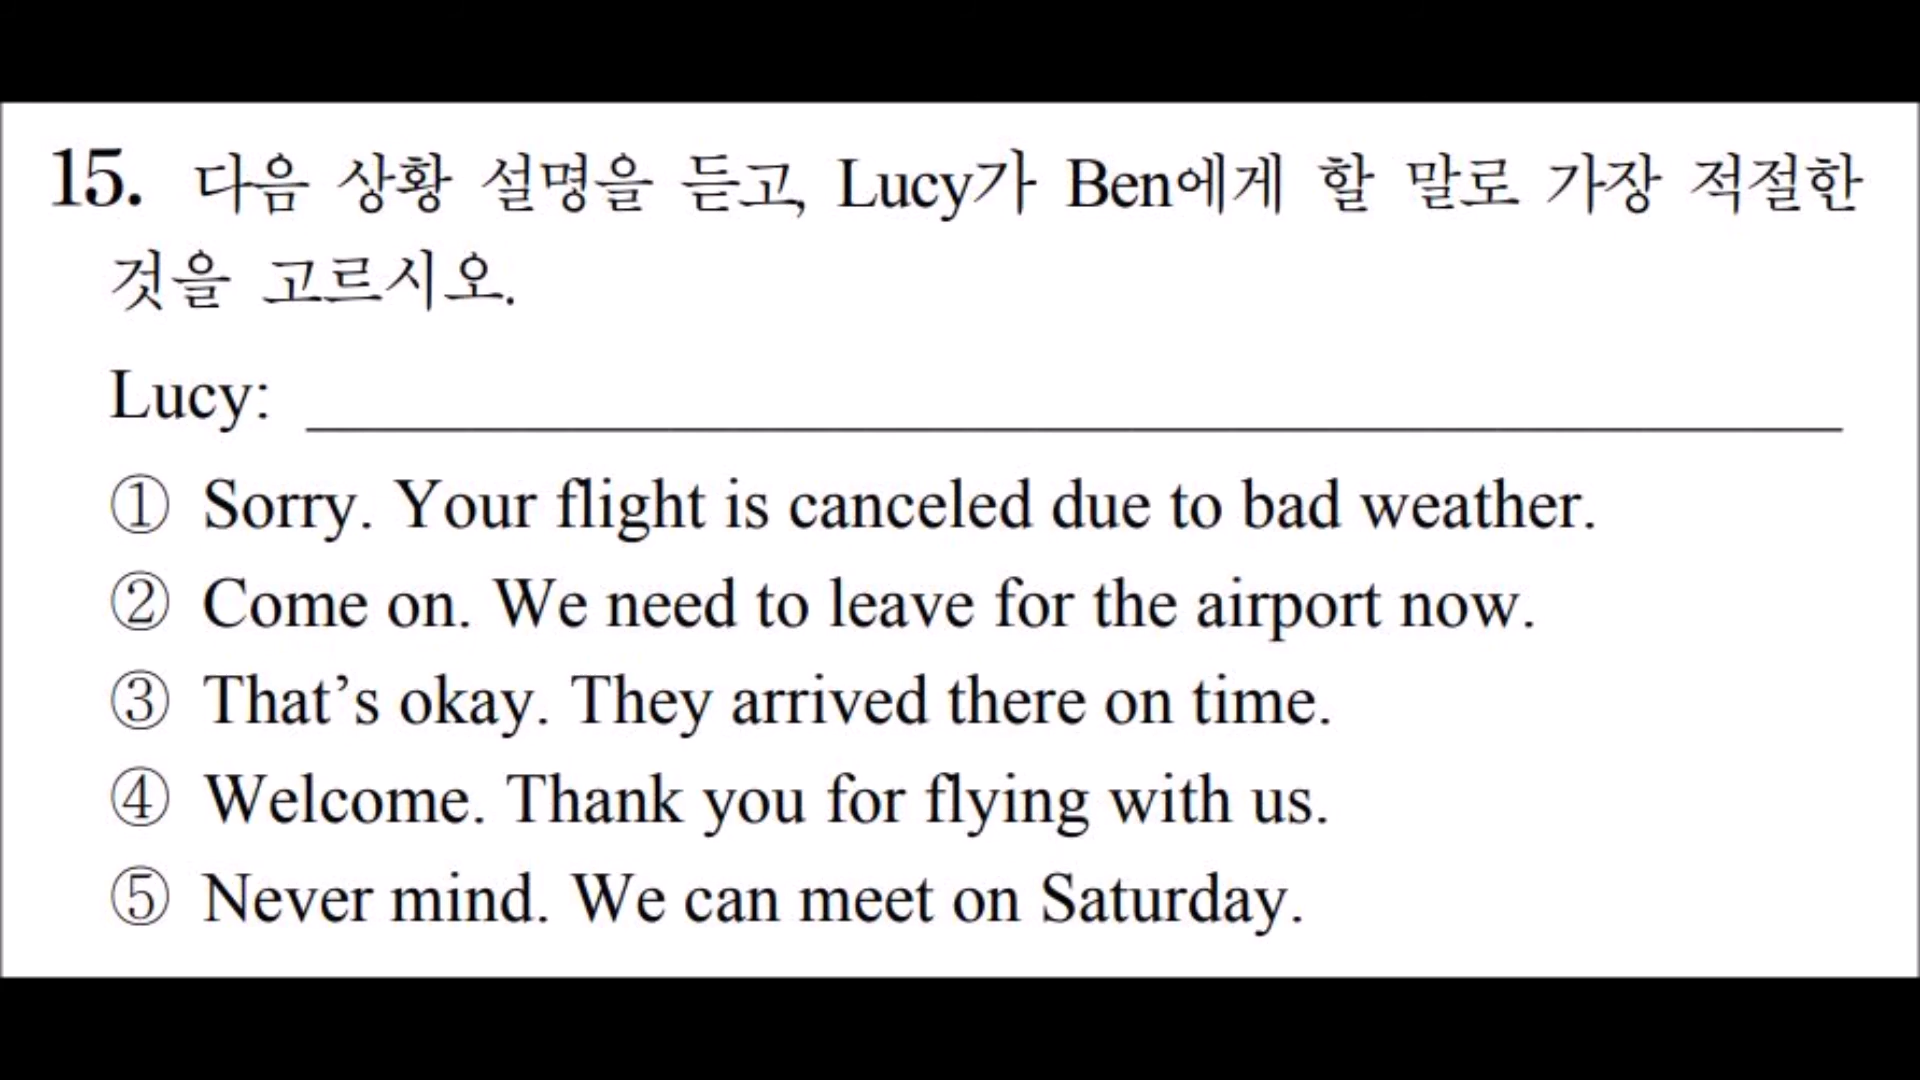 15. 다음 상황 설명을 듣고, Lucy가 Ben에게 할 말로 가장 적절한
것을 고르시오.
Lucy: ____________________
① Sorry. Your flight is canceled due to bad weather.
② Come on. We need to leave for the airport now.
③ That’s okay. They arrived there on time.
④ Welcome. Thank you for flying with us.
⑤ Never mind. We can meet on Saturday.